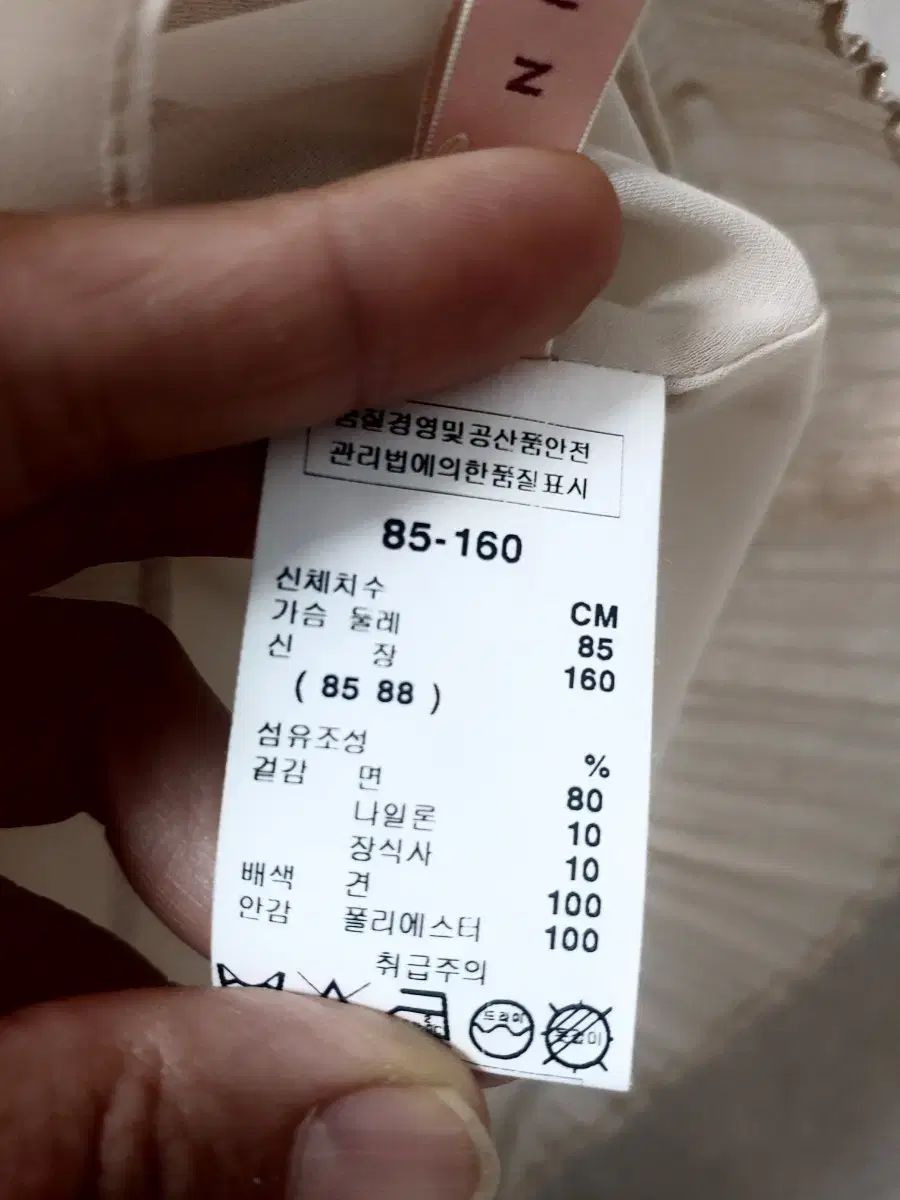 N
품질경영및공산품안전
관리법에의한품질표시
85-160
신체치수 CM
가슴 둘레 85
신 장 160
( 85 88 )
섬유조성 %
겉감 면 80
나일론 10
장식사 10
배색 견 100
안감 폴리에스터 100
취급주의
드라이